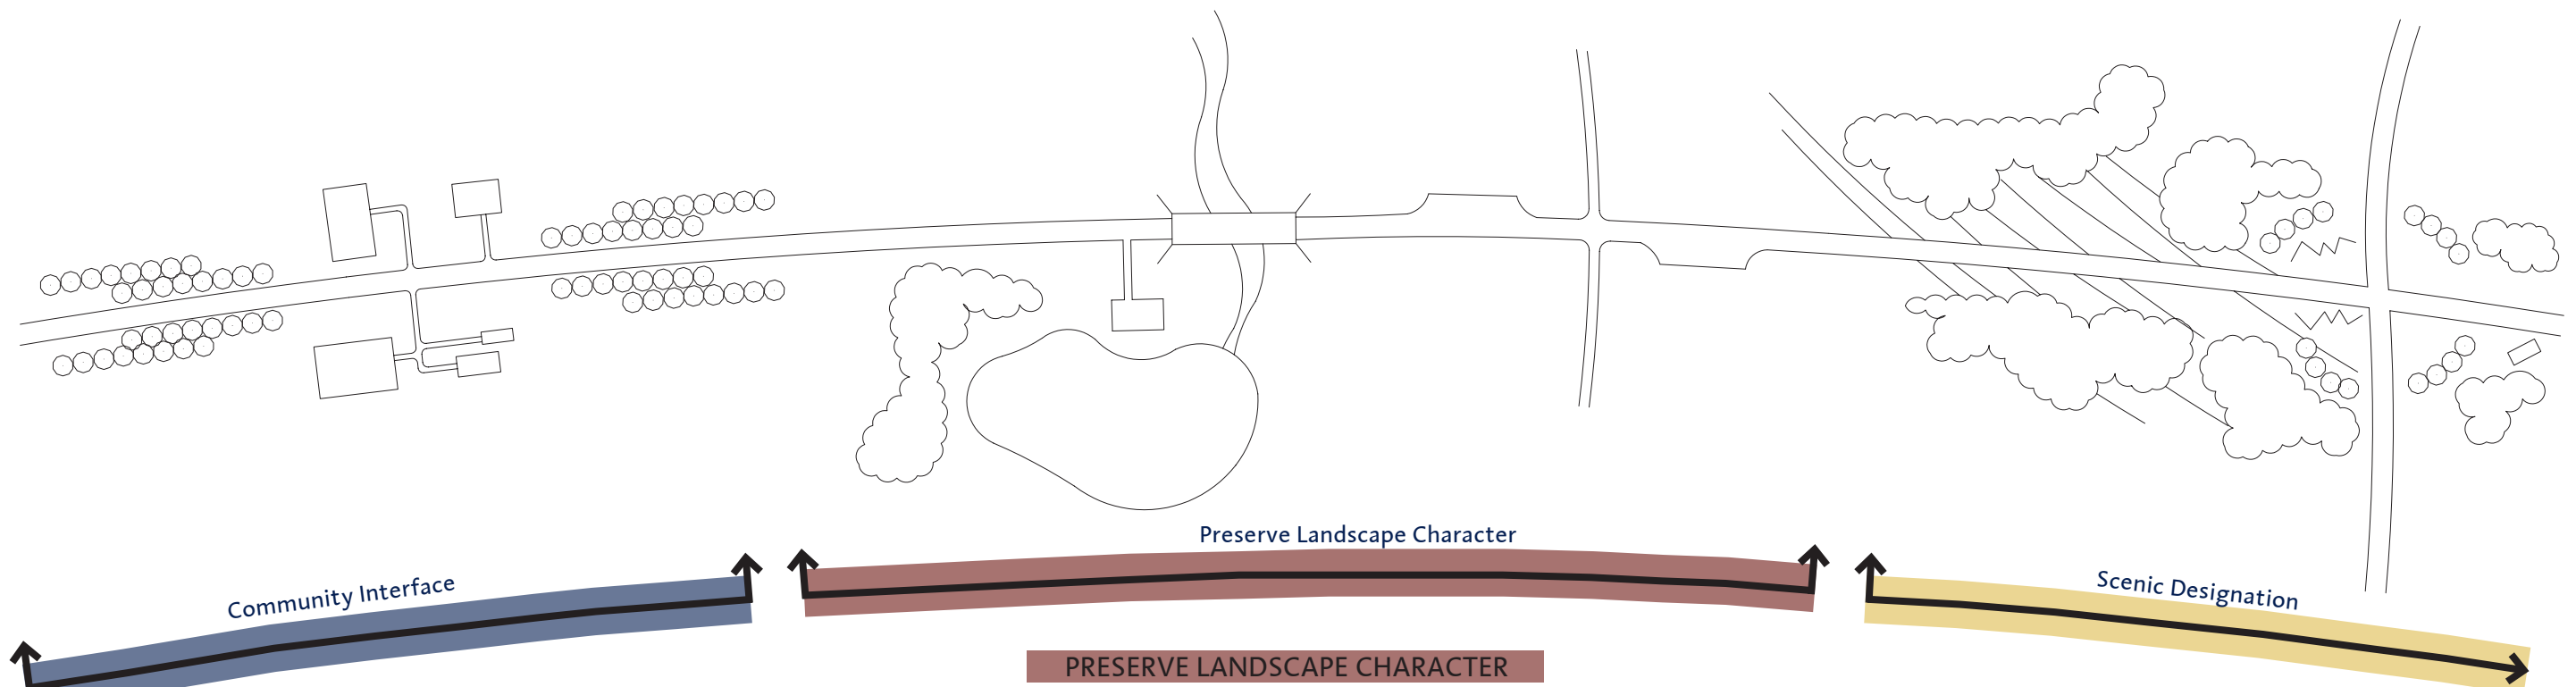 Community Interface
Preserve Landscape Character
Scenic Designation
PRESERVE LANDSCAPE CHARACTER